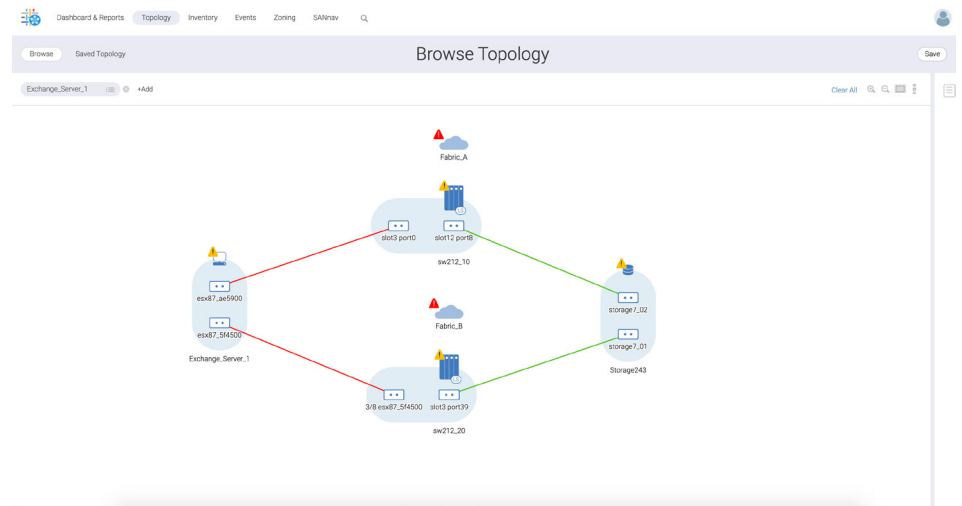 Dashboard & Reports Topology Inventory Events Zoning SANnav
Browse Saved Topology Browse Topology Save
Exchange_Server_1 +Add Clear All
Fabric_A
slot3 port0 slot12 port8
sw212_10
esx87_ae5900
esx87_5f4500
Exchange_Server_1
Fabric_B
storage7_02
storage7_01
Storage243
3/8 esx87_5f4500 slot3 port39
sw212_20